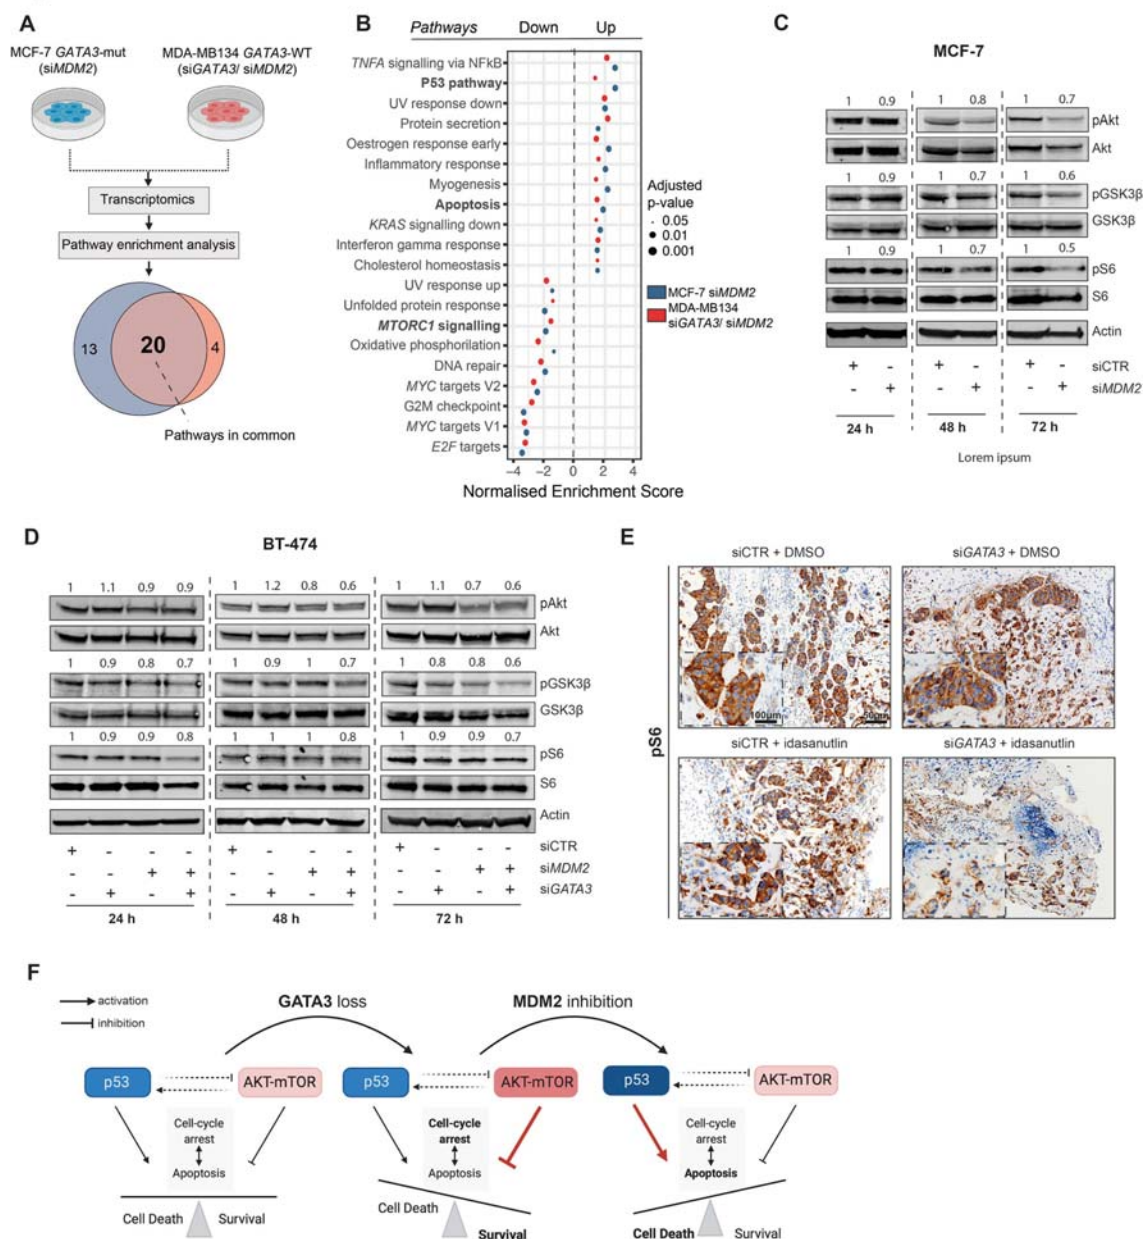 A
MCF-7 GATA3-mut
(siMDM2)
MDA-MB134 GATA3-WT
(siGATA3/ siMDM2)
Transcriptomics
Pathway enrichment analysis
13
20
4
Pathways in common
B
Pathways
Down
Up
TNFA signalling via NFkB
P53 pathway
UV response down
Protein secretion
Oestrogen response early
Inflammatory response
Myogenesis
Apoptosis
KRAS signalling down
Interferon gamma response
Cholesterol homeostasis
UV response up
Unfolded protein response
MTORC1 signalling
Oxidative phosphorilation
DNA repair
MYC targets V2
G2M checkpoint
MYC targets V1
E2F targets
−4 −2 0 2 4
Normalised Enrichment Score
Adjusted
p-value
0.05
0.01
0.001
MCF-7 siMDM2
MDA-MB134
siGATA3/ siMDM2
C
MCF-7
1 0.9 1 0.8 1 0.7
pAkt
Akt
1 0.9 1 0.7 1 0.6
pGSK3β
GSK3β
1 0.9 1 0.7 1 0.5
pS6
S6
Actin
+ - + - + - siCTR
- + - + - + siMDM2
24 h 48 h 72 h
Lorem ipsum
D
BT-474
1 1.1 0.9 0.9 1 1.2 0.8 0.6 1 1.1 0.7 0.6
pAkt
Akt
1 0.9 0.8 0.7 1 0.9 1 0.7 1 0.8 0.8 0.6
pGSK3β
GSK3β
1 0.9 0.9 0.8 1 1 1 0.8 1 0.9 0.9 0.7
pS6
S6
Actin
+ - - - + - - - + - - - siCTR
- - + + - - + + - - + + siMDM2
- + - + - + - + - + - + siGATA3
24 h 48 h 72 h
E
siCTR + DMSO
siGATA3 + DMSO
pS6
100µm
50µm
siCTR + idasanutlin
siGATA3 + idasanutlin
F
activation
inhibition
GATA3 loss
MDM2 inhibition
p53
AKT-mTOR
Cell-cycle
arrest
Apoptosis
Cell Death
Survival
p53
AKT-mTOR
Cell-cycle
arrest
Apoptosis
Cell Death
Survival
p53
AKT-mTOR
Cell-cycle
arrest
Apoptosis
Cell Death
Survival